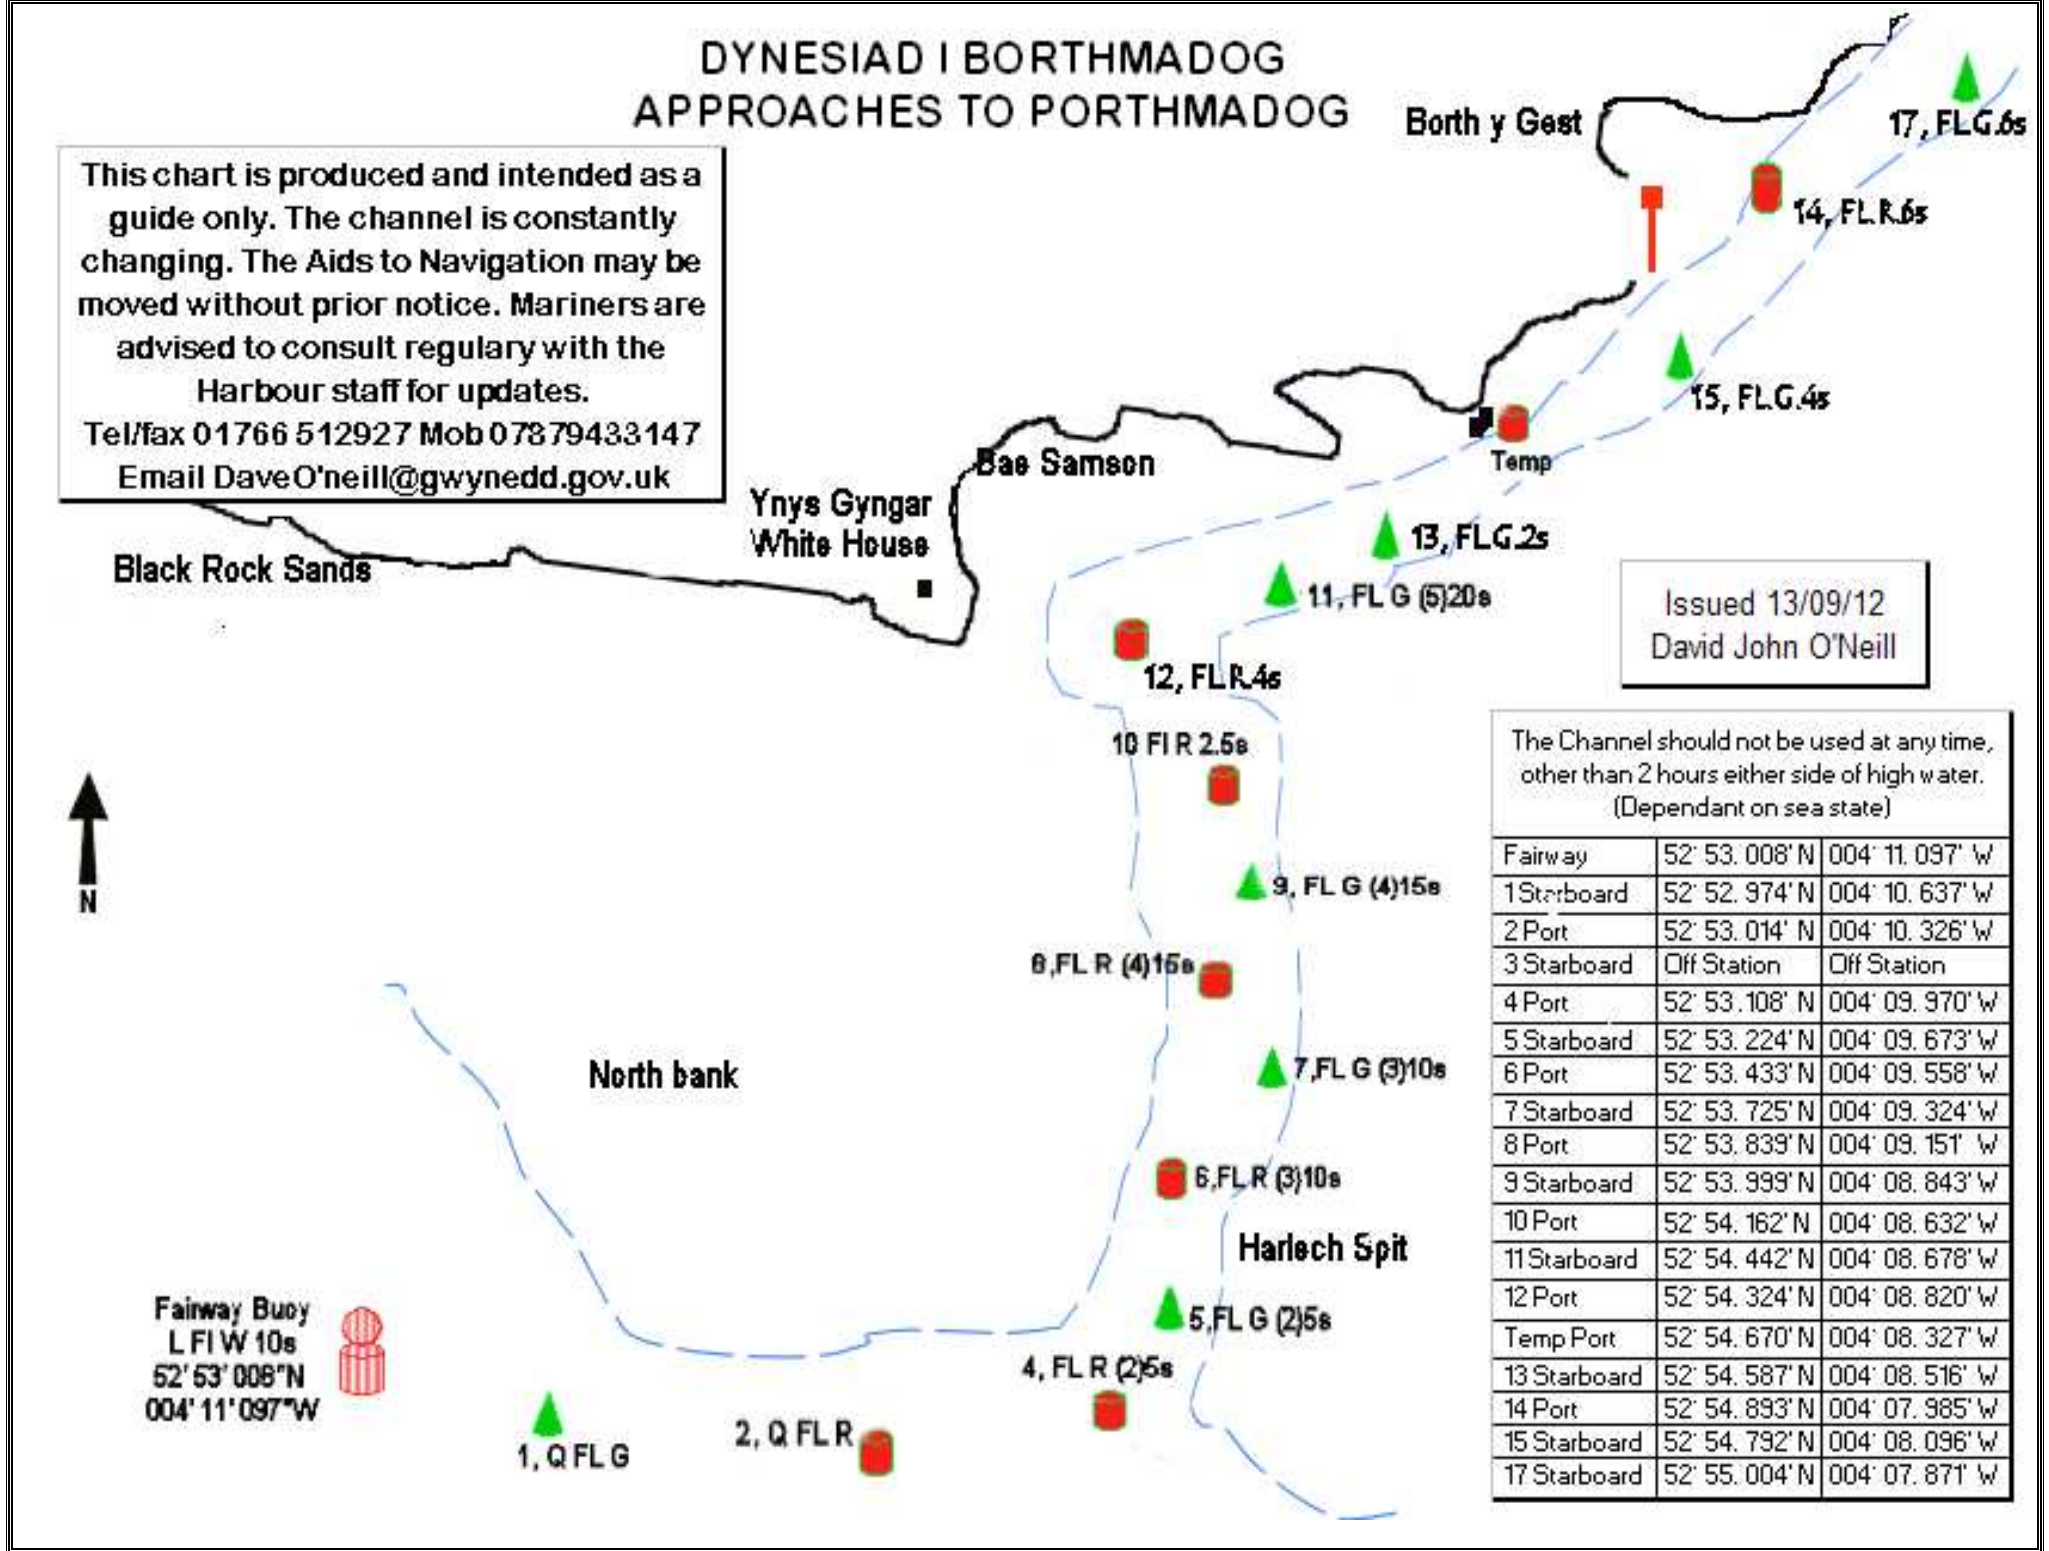 DYNESIAD I BORTHMADOG
APPROACHES TO PORTHMADOG
This chart is produced and intended as a
guide only. The channel is constantly
changing. The Aids to Navigation may be
moved without prior notice. Mariners are
advised to consult regulary with the
Harbour staff for updates.
Tel/fax 01766 512927 Mob 07879433147
Email DaveO'neill@gwynedd.gov.uk
Borth y Gest
17, FL.G.6s
14, FL.R.6s
15, FL.G.4s
Temp
Bae Samson
Ynys Gyngar
White House
Black Rock Sands
13, FLG.2s
11, FL G (5)20s
12, FLR.4s
10 Fl R 2.5s
9, FL G (4)15s
8,FL R (4)15s
7,FL G (3)10s
6,FL R (3)10s
5,FL G (2)5s
4, FL R (2)5s
2, Q FL R
1, Q FL G
North bank
Harlech Spit
N
Fairway Buoy
L Fl W 10s
52'53'008"N
004'11'097"W
Issued 13/09/12
David John O'Neill
The Channel should not be used at any time,
other than 2 hours either side of high water.
(Dependant on sea state)
Fairway 52' 53. 008' N 004' 11. 097' W
1 Starboard 52' 52. 974' N 004' 10. 637' W
2 Port 52' 53. 014' N 004' 10. 326' W
3 Starboard Off Station Off Station
4 Port 52' 53 .108' N 004' 09. 970' W
5 Starboard 52' 53. 224' N 004' 09. 673' W
6 Port 52' 53. 433' N 004' 09. 558' W
7 Starboard 52' 53. 725' N 004' 09. 324' W
8 Port 52' 53. 839' N 004' 09. 151' W
9 Starboard 52' 53. 999' N 004' 08. 843' W
10 Port 52' 54. 162' N 004' 08. 632' W
11 Starboard 52' 54. 442' N 004' 08. 678' W
12 Port 52' 54. 324' N 004' 08. 820' W
Temp Port 52' 54. 670' N 004' 08. 327' W
13 Starboard 52' 54. 587' N 004' 08. 516' W
14 Port 52' 54. 893' N 004' 07. 985' W
15 Starboard 52' 54. 792' N 004' 08. 096' W
17 Starboard 52' 55. 004' N 004' 07. 871' W